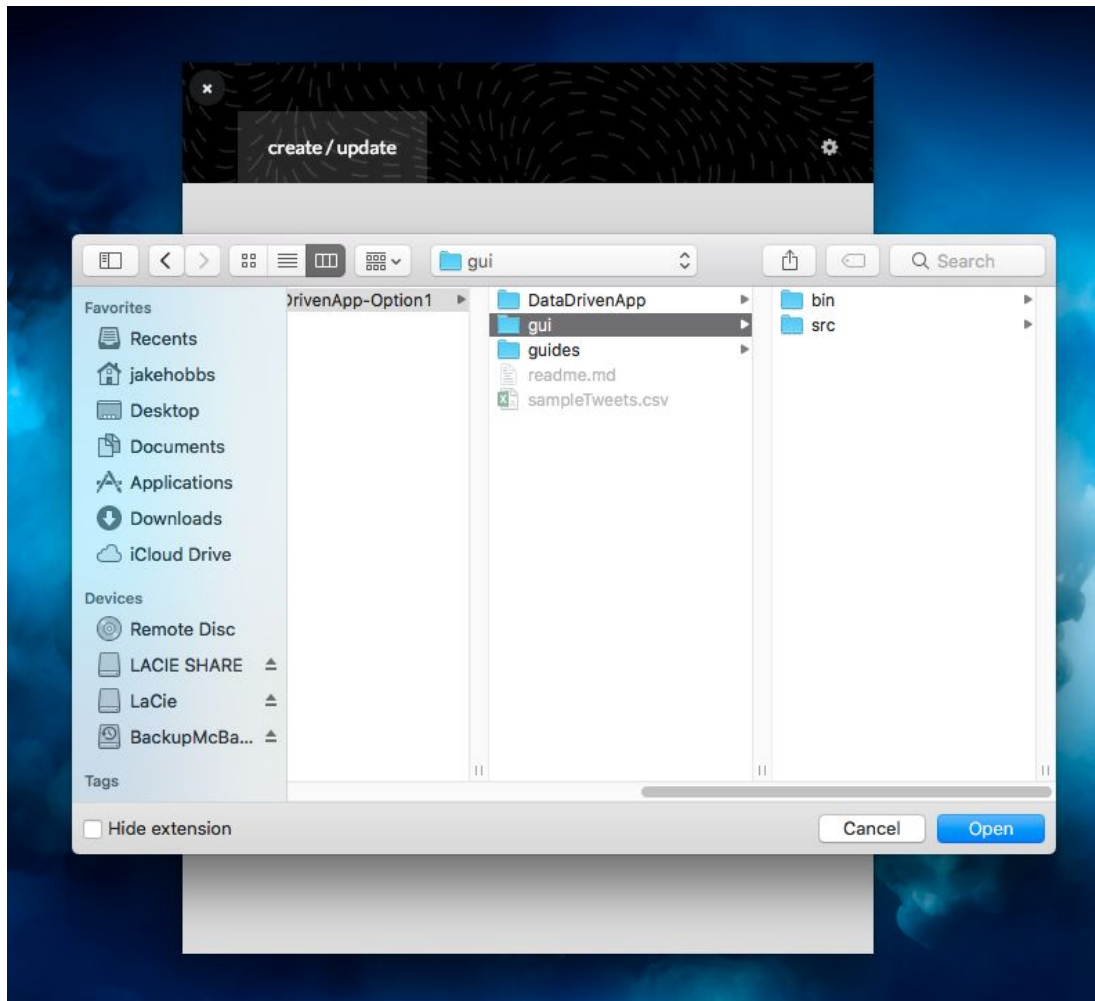 create / update
gui
Search
Favorites
Recents
jakehobbs
Desktop
Documents
Applications
Downloads
iCloud Drive
Devices
Remote Disc
LACIE SHARE
LaCie
BackupMcBa...
Tags
rivenApp-Option1
DataDrivenApp
gui
guides
readme.md
sampleTweets.csv
bin
src
Hide extension
Cancel
Open